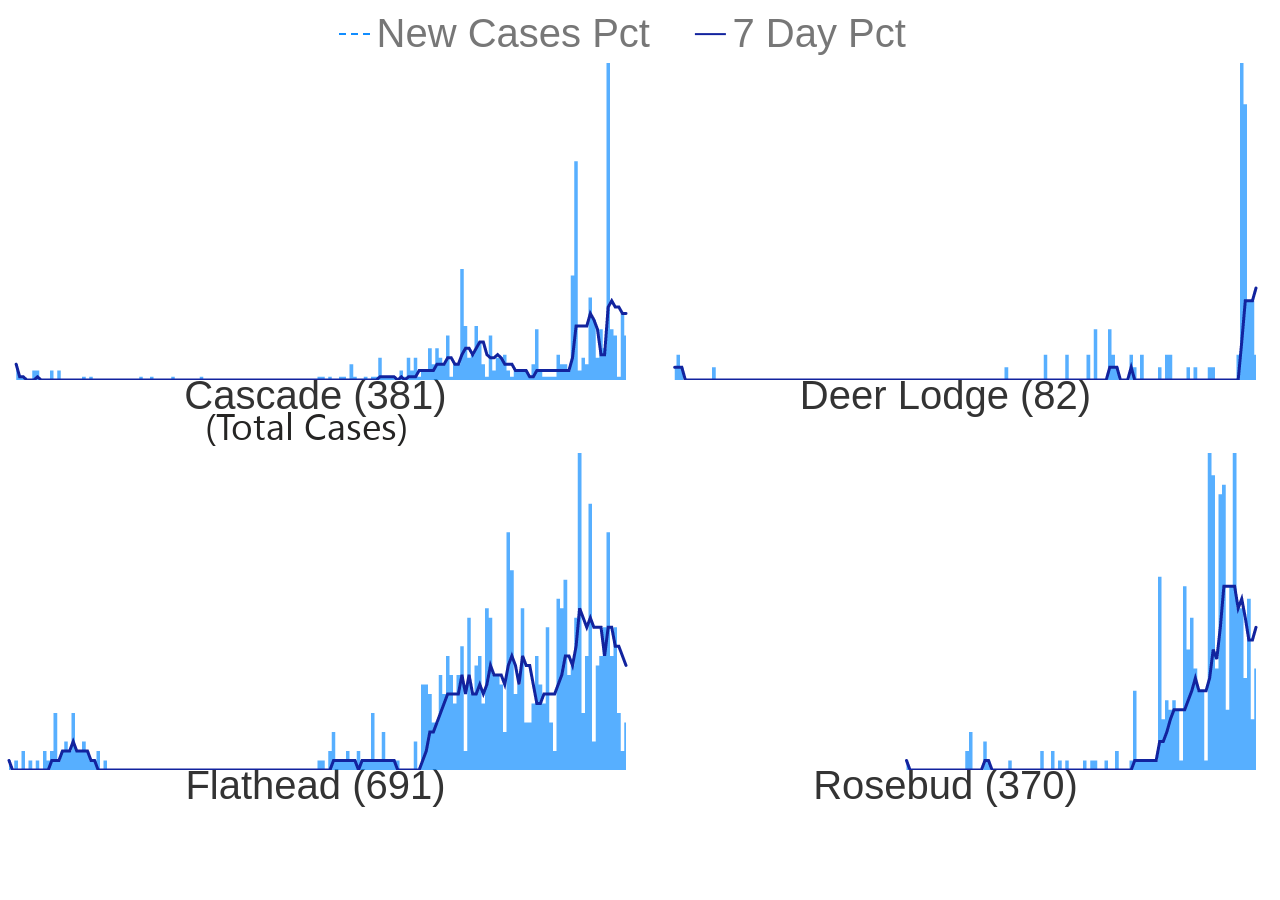 New Cases Pct 7 Day Pct
Cascade (381) Deer Lodge (82)
(Total Cases)
Flathead (691) Rosebud (370)